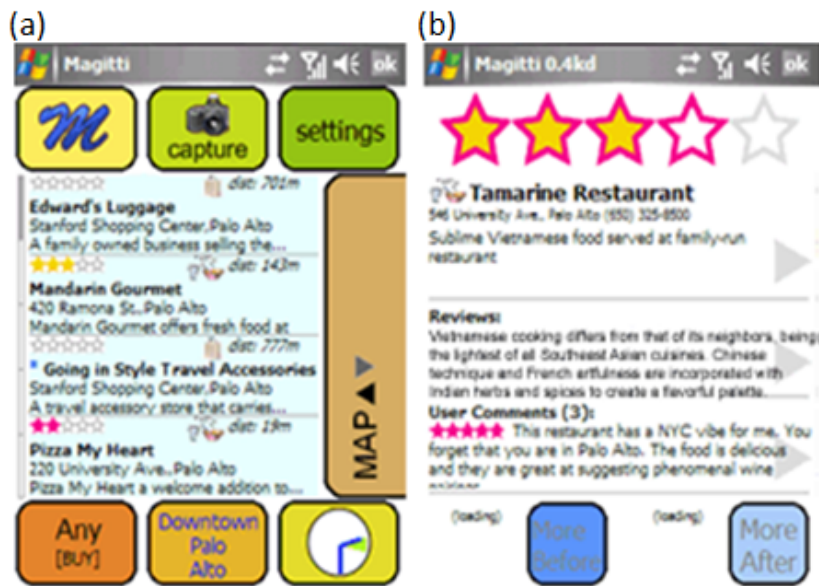 (a)
Magitti
ok
M
capture
settings
dist: 701m
Edward's Luggage
Stanford Shopping Center, Palo Alto
A family owned business selling the...
dist: 143m
Mandarin Gourmet
420 Ramona St., Palo Alto
Mandarin Gourmet offers fresh food at
dist: 777m
* Going in Style Travel Accessories
Stanford Shopping Center, Palo Alto
A travel accessory store that carries...
dist: 19m
Pizza My Heart
220 University Ave., Palo Alto
Pizza My Heart a welcome addition to...
MAP
Any
[BUY]
Downtown
Palo
Alto
(b)
Magitti 0.4kd
ok
Tamarine Restaurant
546 University Ave., Palo Alto (650) 325-8500
Sublime Vietnamese food served at family-run
restaurant
Reviews:
Vietnamese cooking differs from that of its neighbors, being
the lightest of all Southeast Asian cuisines. Chinese
technique and French artfulness are incorporated with
Indian herbs and spices to create a flavorful palette.
User Comments (3):
This restaurant has a NYC vibe for me. You
forget that you are in Palo Alto. The food is delicious
and they are great at suggesting phenomenal wine
(loading)
More
Before
(loading)
More
After